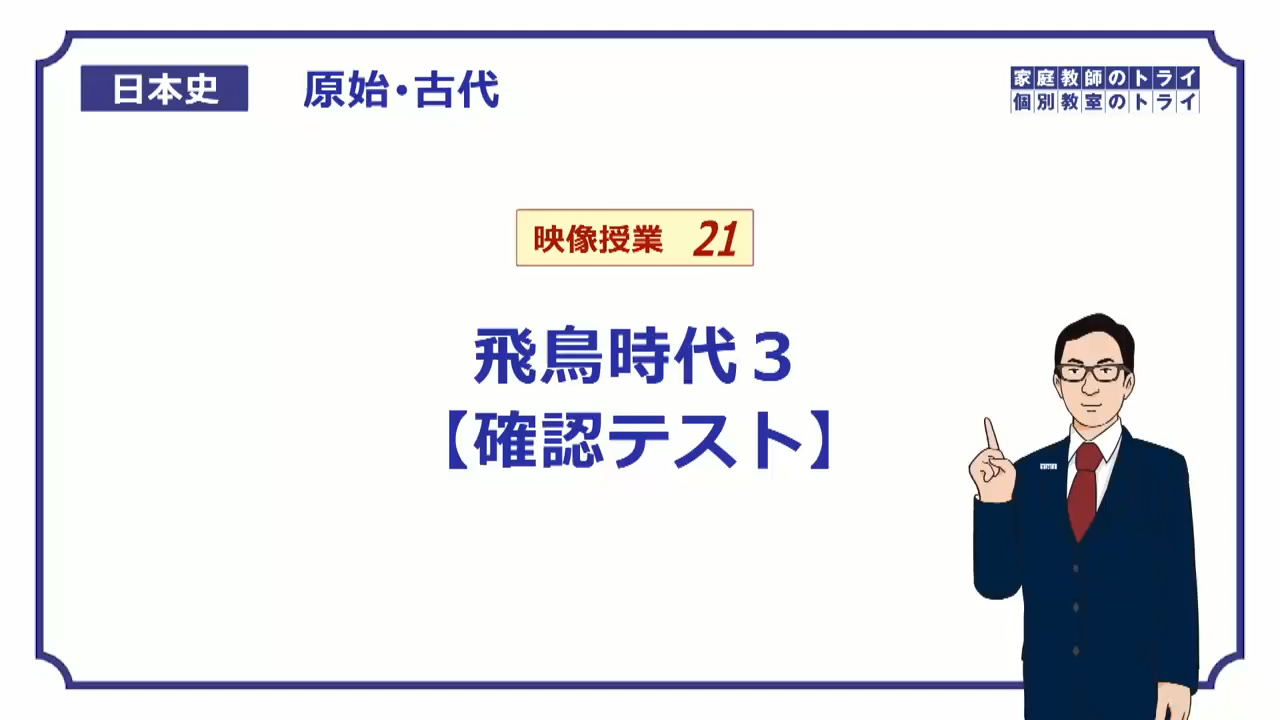 日本史
原始・古代
家庭教師のトライ
個別教室のトライ
映像授業 21
飛鳥時代３
【確認テスト】